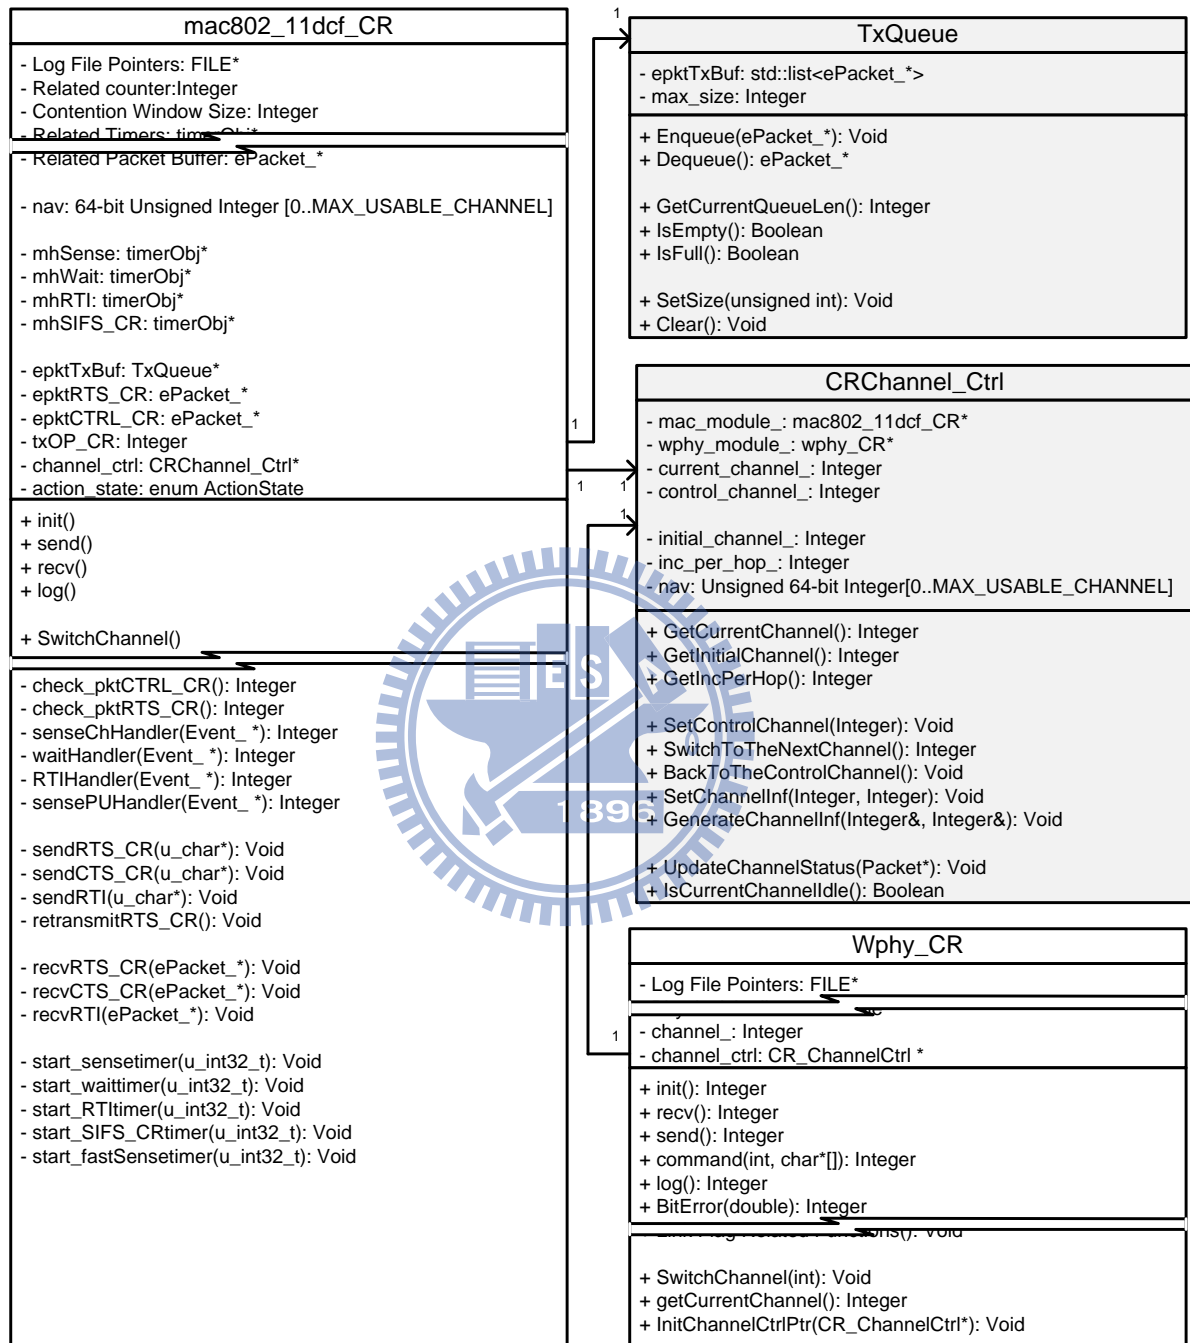 mac802_11dcf_CR
- Log File Pointers: FILE*
- Related counter:Integer
- Contention Window Size: Integer
- Related Timers: timerObj*
- Related Packet Buffer: ePacket_*
- nav: 64-bit Unsigned Integer [0..MAX_USABLE_CHANNEL]
- mhSense: timerObj*
- mhWait: timerObj*
- mhRTI: timerObj*
- mhSIFS_CR: timerObj*
- epktTxBuf: TxQueue*
- epktRTS_CR: ePacket_*
- epktCTRL_CR: ePacket_*
- txOP_CR: Integer
- channel_ctrl: CRChannel_Ctrl*
- action_state: enum ActionState
+ init()
+ send()
+ recv()
+ log()
+ SwitchChannel()
- check_pktCTRL_CR(): Integer
- check_pktRTS_CR(): Integer
- senseChHandler(Event_ *): Integer
- waitHandler(Event_ *): Integer
- RTIHandler(Event_ *): Integer
- sensePUHandler(Event_ *): Integer
- sendRTS_CR(u_char*): Void
- sendCTS_CR(u_char*): Void
- sendRTI(u_char*): Void
- retransmitRTS_CR(): Void
- recvRTS_CR(ePacket_*): Void
- recvCTS_CR(ePacket_*): Void
- recvRTI(ePacket_*): Void
- start_sensetimer(u_int32_t): Void
- start_waittimer(u_int32_t): Void
- start_RTItimer(u_int32_t): Void
- start_SIFS_CRtimer(u_int32_t): Void
- start_fastSensetimer(u_int32_t): Void
1
1
1
1
1
1
TxQueue
- epktTxBuf: std::list<ePacket_*>
- max_size: Integer
+ Enqueue(ePacket_*): Void
+ Dequeue(): ePacket_*
+ GetCurrentQueueLen(): Integer
+ IsEmpty(): Boolean
+ IsFull(): Boolean
+ SetSize(unsigned int): Void
+ Clear(): Void
CRChannel_Ctrl
- mac_module_: mac802_11dcf_CR*
- wphy_module_: wphy_CR*
- current_channel_: Integer
- control_channel_: Integer
- initial_channel_: Integer
- inc_per_hop_: Integer
- nav: Unsigned 64-bit Integer[0..MAX_USABLE_CHANNEL]
+ GetCurrentChannel(): Integer
+ GetInitialChannel(): Integer
+ GetIncPerHop(): Integer
+ SetControlChannel(Integer): Void
+ SwitchToTheNextChannel(): Integer
+ BackToTheControlChannel(): Void
+ SetChannelInf(Integer, Integer): Void
+ GenerateChannelInf(Integer&, Integer&): Void
+ UpdateChannelStatus(Packet*): Void
+ IsCurrentChannelIdle(): Boolean
E S A
1896
Wphy_CR
- Log File Pointers: FILE*
- channel_: Integer
- channel_ctrl: CR_ChannelCtrl *
+ init(): Integer
+ recv(): Integer
+ send(): Integer
+ command(int, char*[]): Integer
+ log(): Integer
+ BitError(double): Integer
+ SwitchChannel(int): Void
+ getCurrentChannel(): Integer
+ InitChannelCtrlPtr(CR_ChannelCtrl*): Void